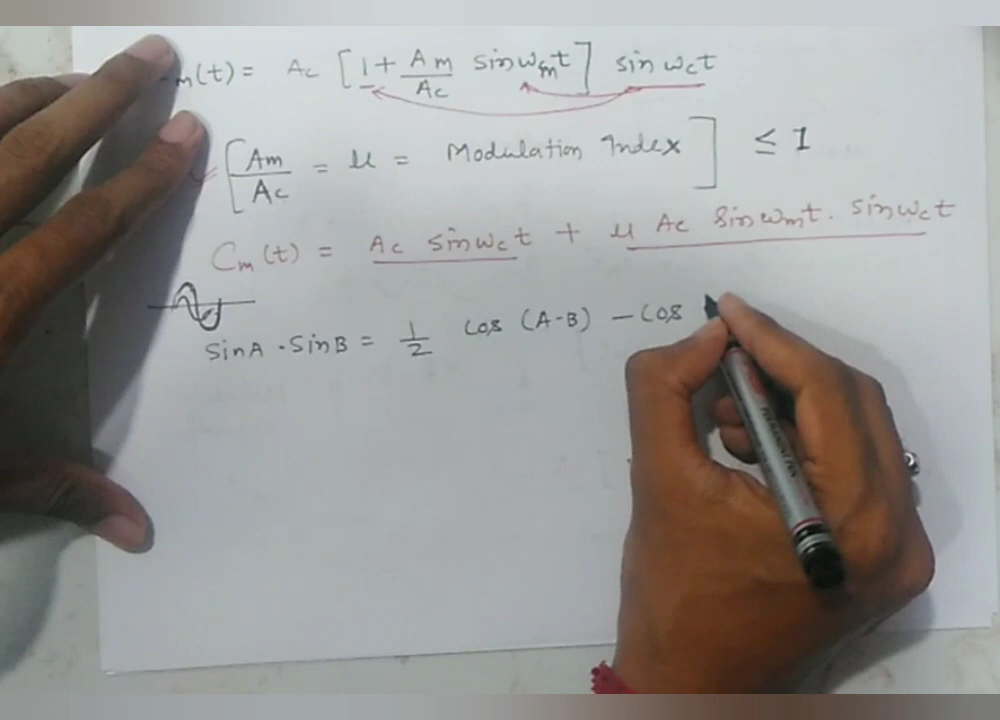 m(t) = Ac [1 + Am/Ac sin ωmt] sin ωct
[Am/Ac = μ = Modulation Index] ≤ 1
Cm(t) = Ac sin ωct + μ Ac sin ωmt . sin ωct
sinA . sinB = 1/2 cos (A-B) - cos